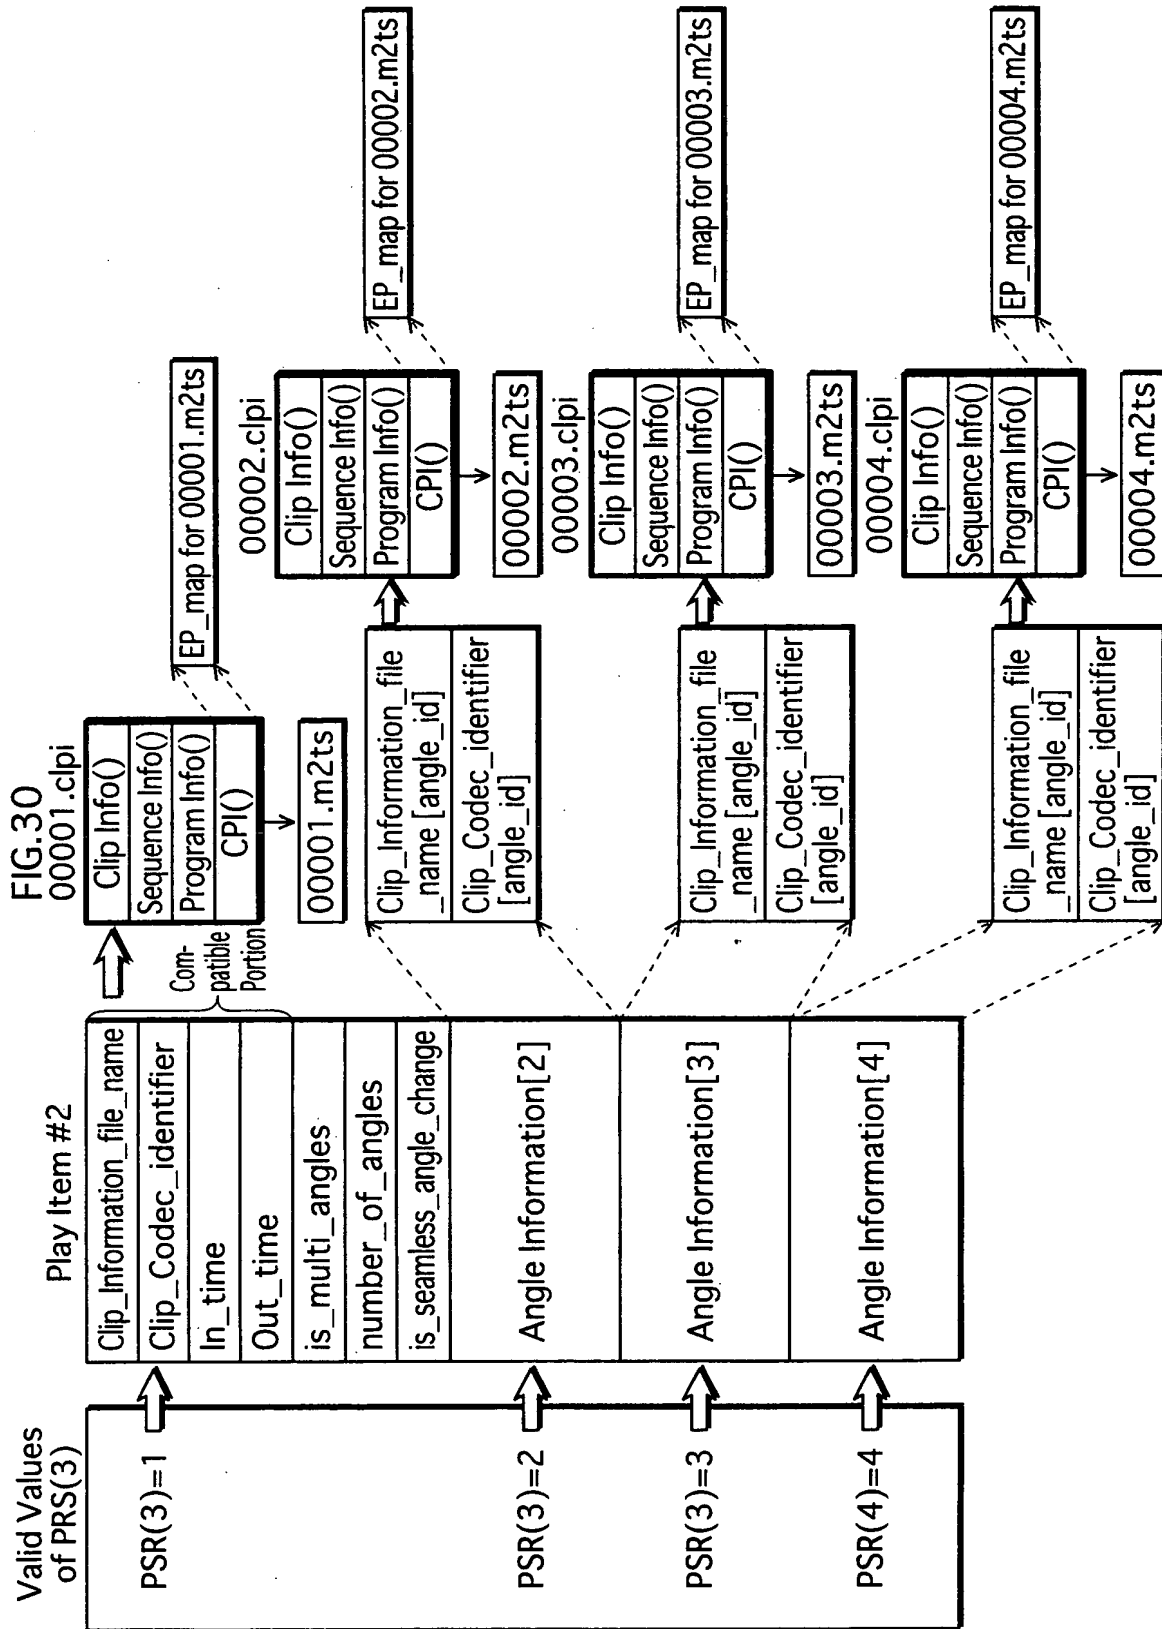 FIG.30
Valid Values
of PRS(3)
PSR(3)=1
PSR(3)=2
PSR(3)=3
PSR(4)=4
Play Item #2
Clip_Information_file_name
Clip_Codec_identifier
In_time
Out_time
is_multi_angles
number_of_angles
is_seamless_angle_change
Angle Information[2]
Angle Information[3]
Angle Information[4]
Com-
patible
Portion
00001.clpi
Clip Info()
Sequence Info()
Program Info()
CPI()
00001.m2ts
EP_map for 00001.m2ts
Clip_Information_file
_name [angle_id]
Clip_Codec_identifier
[angle_id]
00002.clpi
Clip Info()
Sequence Info()
Program Info()
CPI()
00002.m2ts
EP_map for 00002.m2ts
Clip_Information_file
_name [angle_id]
Clip_Codec_identifier
[angle_id]
00003.clpi
Clip Info()
Sequence Info()
Program Info()
CPI()
00003.m2ts
EP_map for 00003.m2ts
Clip_Information_file
_name [angle_id]
Clip_Codec_identifier
[angle_id]
00004.clpi
Clip Info()
Sequence Info()
Program Info()
CPI()
00004.m2ts
EP_map for 00004.m2ts